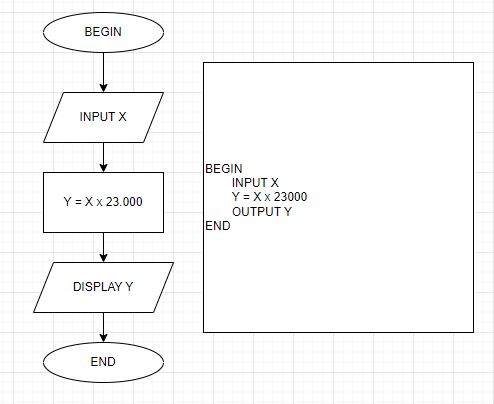 BEGIN
INPUT X
Y = X x 23.000
DISPLAY Y
END
BEGIN
INPUT X
Y = X x 23000
OUTPUT Y
END